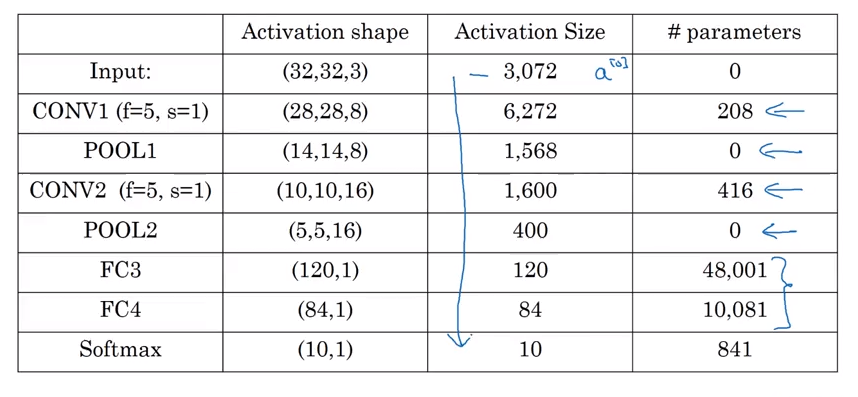 Activation shape Activation Size # parameters
Input: (32,32,3) — 3,072 a[0] 0
CONV1 (f=5, s=1) (28,28,8) 6,272 208 ←
POOL1 (14,14,8) 1,568 0 ←
CONV2 (f=5, s=1) (10,10,16) 1,600 416 ←
POOL2 (5,5,16) 400 0 ←
FC3 (120,1) 120 48,001
FC4 (84,1) 84 10,081
Softmax (10,1) 10 841